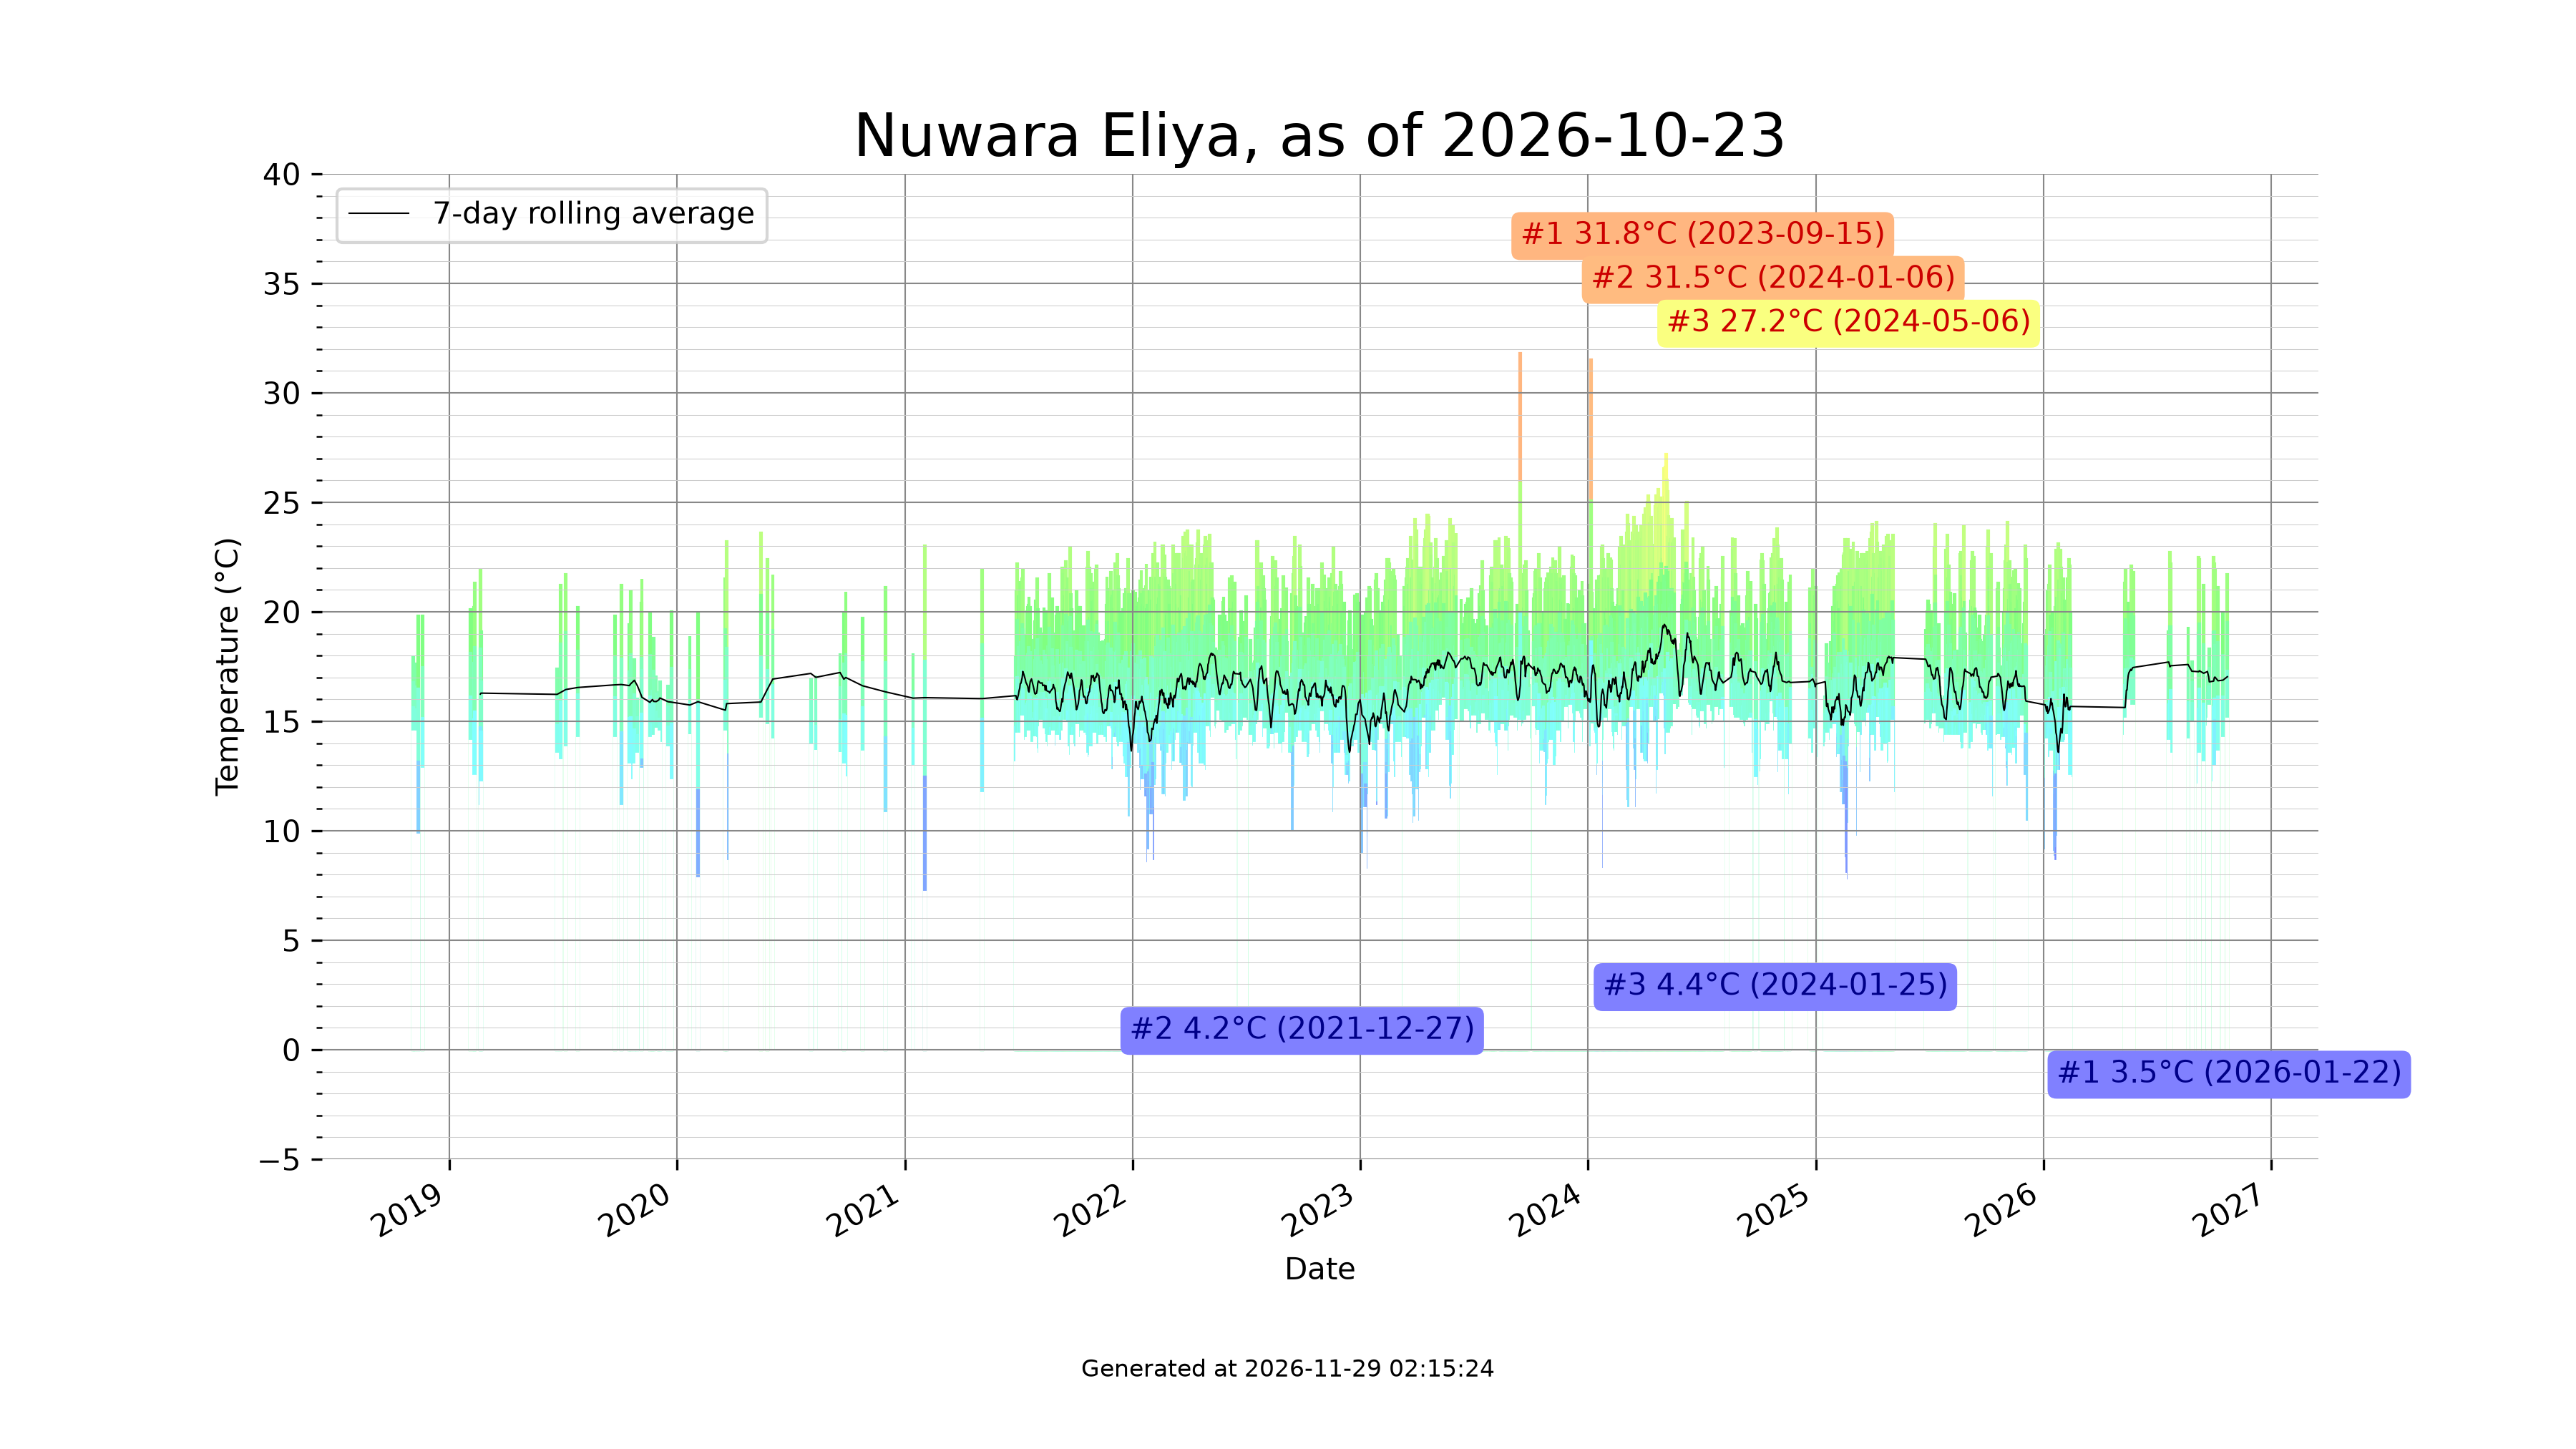 Nuwara Eliya, as of 2026-10-23
7-day rolling average
#1 31.8°C (2023-09-15)
#2 31.5°C (2024-01-06)
#3 27.2°C (2024-05-06)
#3 4.4°C (2024-01-25)
#2 4.2°C (2021-12-27)
#1 3.5°C (2026-01-22)
Temperature (°C)
40
35
30
25
20
15
10
5
0
−5
2019
2020
2021
2022
2023
2024
2025
2026
2027
Date
Generated at 2026-11-29 02:15:24